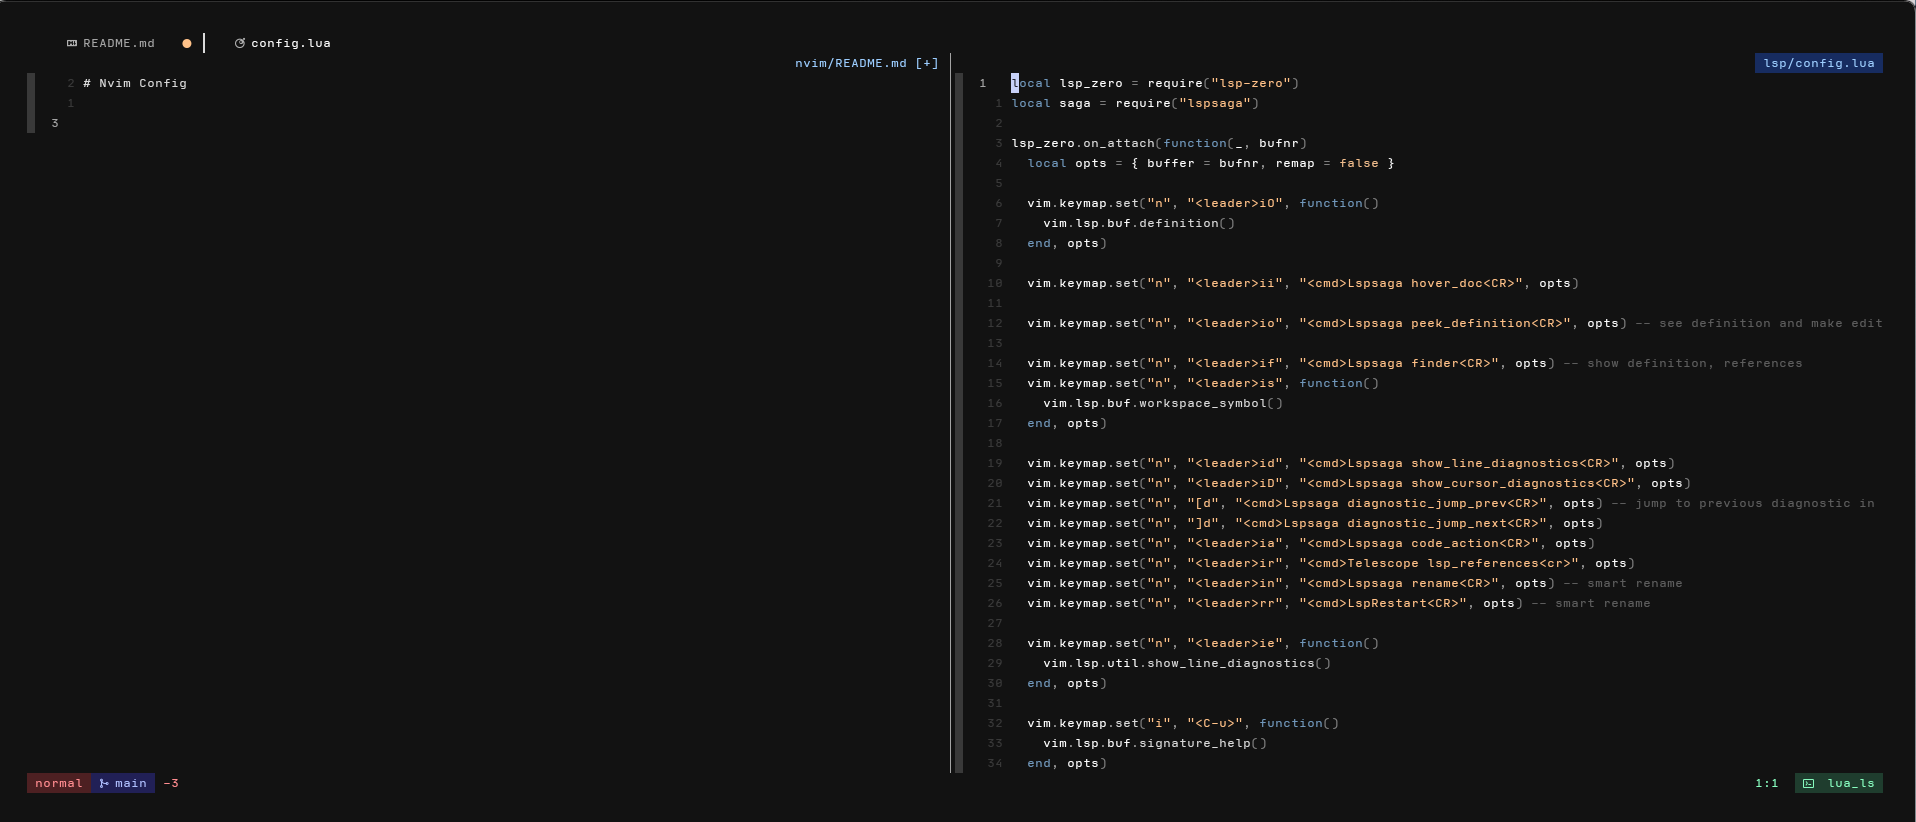 README.md config.lua
nvim/README.md [+]
2 # Nvim Config
1
3
lsp/config.lua
1 local lsp_zero = require("lsp-zero")
1 local saga = require("lspsaga")
2
3 lsp_zero.on_attach(function(_, bufnr)
4   local opts = { buffer = bufnr, remap = false }
5
6   vim.keymap.set("n", "<leader>iO", function()
7     vim.lsp.buf.definition()
8   end, opts)
9
10   vim.keymap.set("n", "<leader>ii", "<cmd>Lspsaga hover_doc<CR>", opts)
11
12   vim.keymap.set("n", "<leader>io", "<cmd>Lspsaga peek_definition<CR>", opts) -- see definition and make edit
13
14   vim.keymap.set("n", "<leader>if", "<cmd>Lspsaga finder<CR>", opts) -- show definition, references
15   vim.keymap.set("n", "<leader>is", function()
16     vim.lsp.buf.workspace_symbol()
17   end, opts)
18
19   vim.keymap.set("n", "<leader>id", "<cmd>Lspsaga show_line_diagnostics<CR>", opts)
20   vim.keymap.set("n", "<leader>iD", "<cmd>Lspsaga show_cursor_diagnostics<CR>", opts)
21   vim.keymap.set("n", "[d", "<cmd>Lspsaga diagnostic_jump_prev<CR>", opts) -- jump to previous diagnostic in
22   vim.keymap.set("n", "]d", "<cmd>Lspsaga diagnostic_jump_next<CR>", opts)
23   vim.keymap.set("n", "<leader>ia", "<cmd>Lspsaga code_action<CR>", opts)
24   vim.keymap.set("n", "<leader>ir", "<cmd>Telescope lsp_references<cr>", opts)
25   vim.keymap.set("n", "<leader>in", "<cmd>Lspsaga rename<CR>", opts) -- smart rename
26   vim.keymap.set("n", "<leader>rr", "<cmd>LspRestart<CR>", opts) -- smart rename
27
28   vim.keymap.set("n", "<leader>ie", function()
29     vim.lsp.util.show_line_diagnostics()
30   end, opts)
31
32   vim.keymap.set("i", "<C-u>", function()
33     vim.lsp.buf.signature_help()
34   end, opts)
normal main -3 1:1 lua_ls